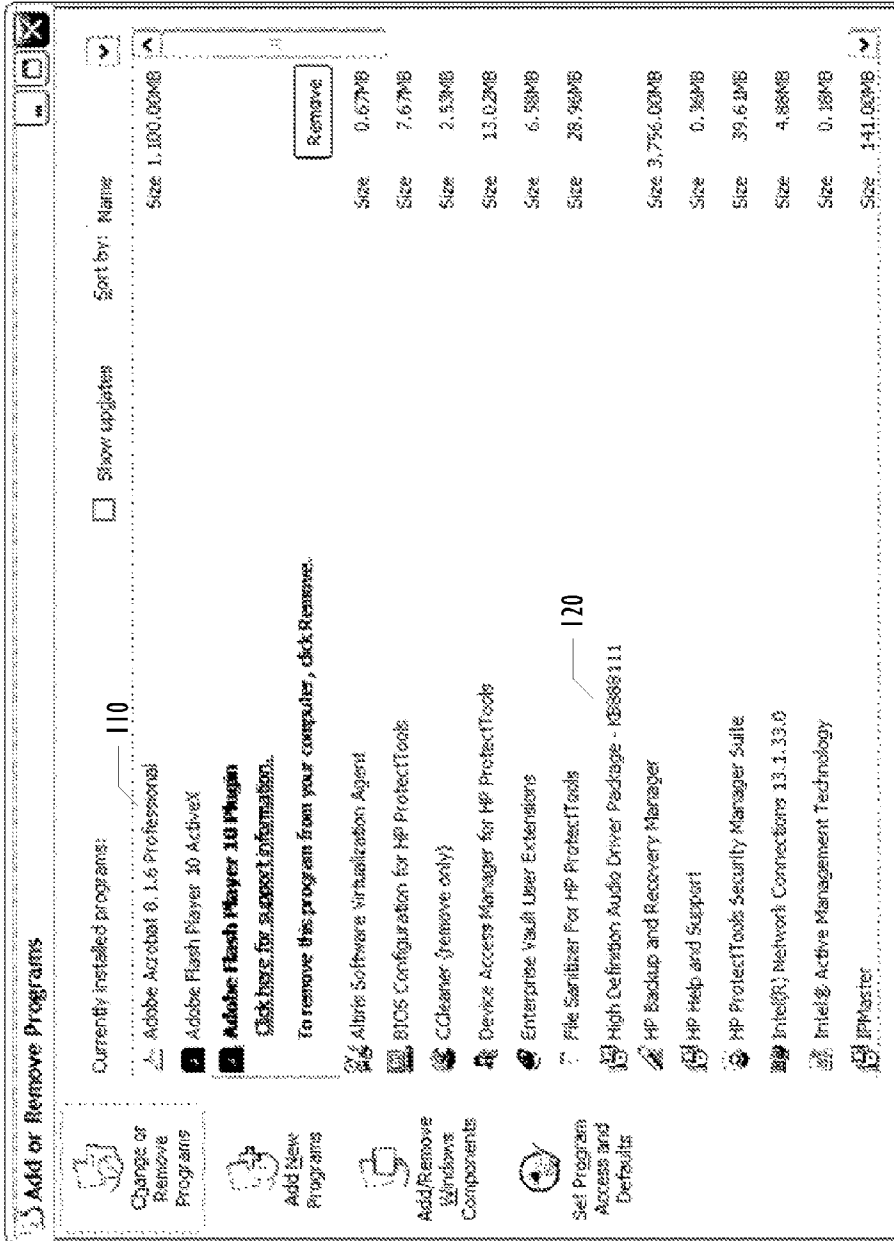 Add or Remove Programs
Change or
Remove
Programs
Add New
Programs
Add/Remove
Windows
Components
Set Program
Access and
Defaults
Currently installed programs:
Show updates
Sort by: Name
110
Adobe Acrobat 8.1.6 Professional Size 1,100.00MB
Adobe Flash Player 10 ActiveX
Adobe Flash Player 10 Plugin
Click here for support information.
To remove this program from your computer, click Remove.
Remove
Altiris Software Virtualization Agent Size 0.67MB
BIOS Configuration for HP ProtectTools Size 7.67MB
CCleaner (remove only) Size 2.53MB
Device Access Manager for HP ProtectTools Size 13.02MB
Enterprise Vault User Extensions Size 6.58MB
File Sanitizer For HP ProtectTools Size 28.96MB
120
High Definition Audio Driver Package - KB888111
HP Backup and Recovery Manager Size 3,756.00MB
HP Help and Support Size 0.36MB
HP ProtectTools Security Manager Suite Size 39.61MB
Intel(R) Network Connections 13.1.33.0 Size 4.88MB
Intel® Active Management Technology Size 0.18MB
IPMaster Size 141.00MB